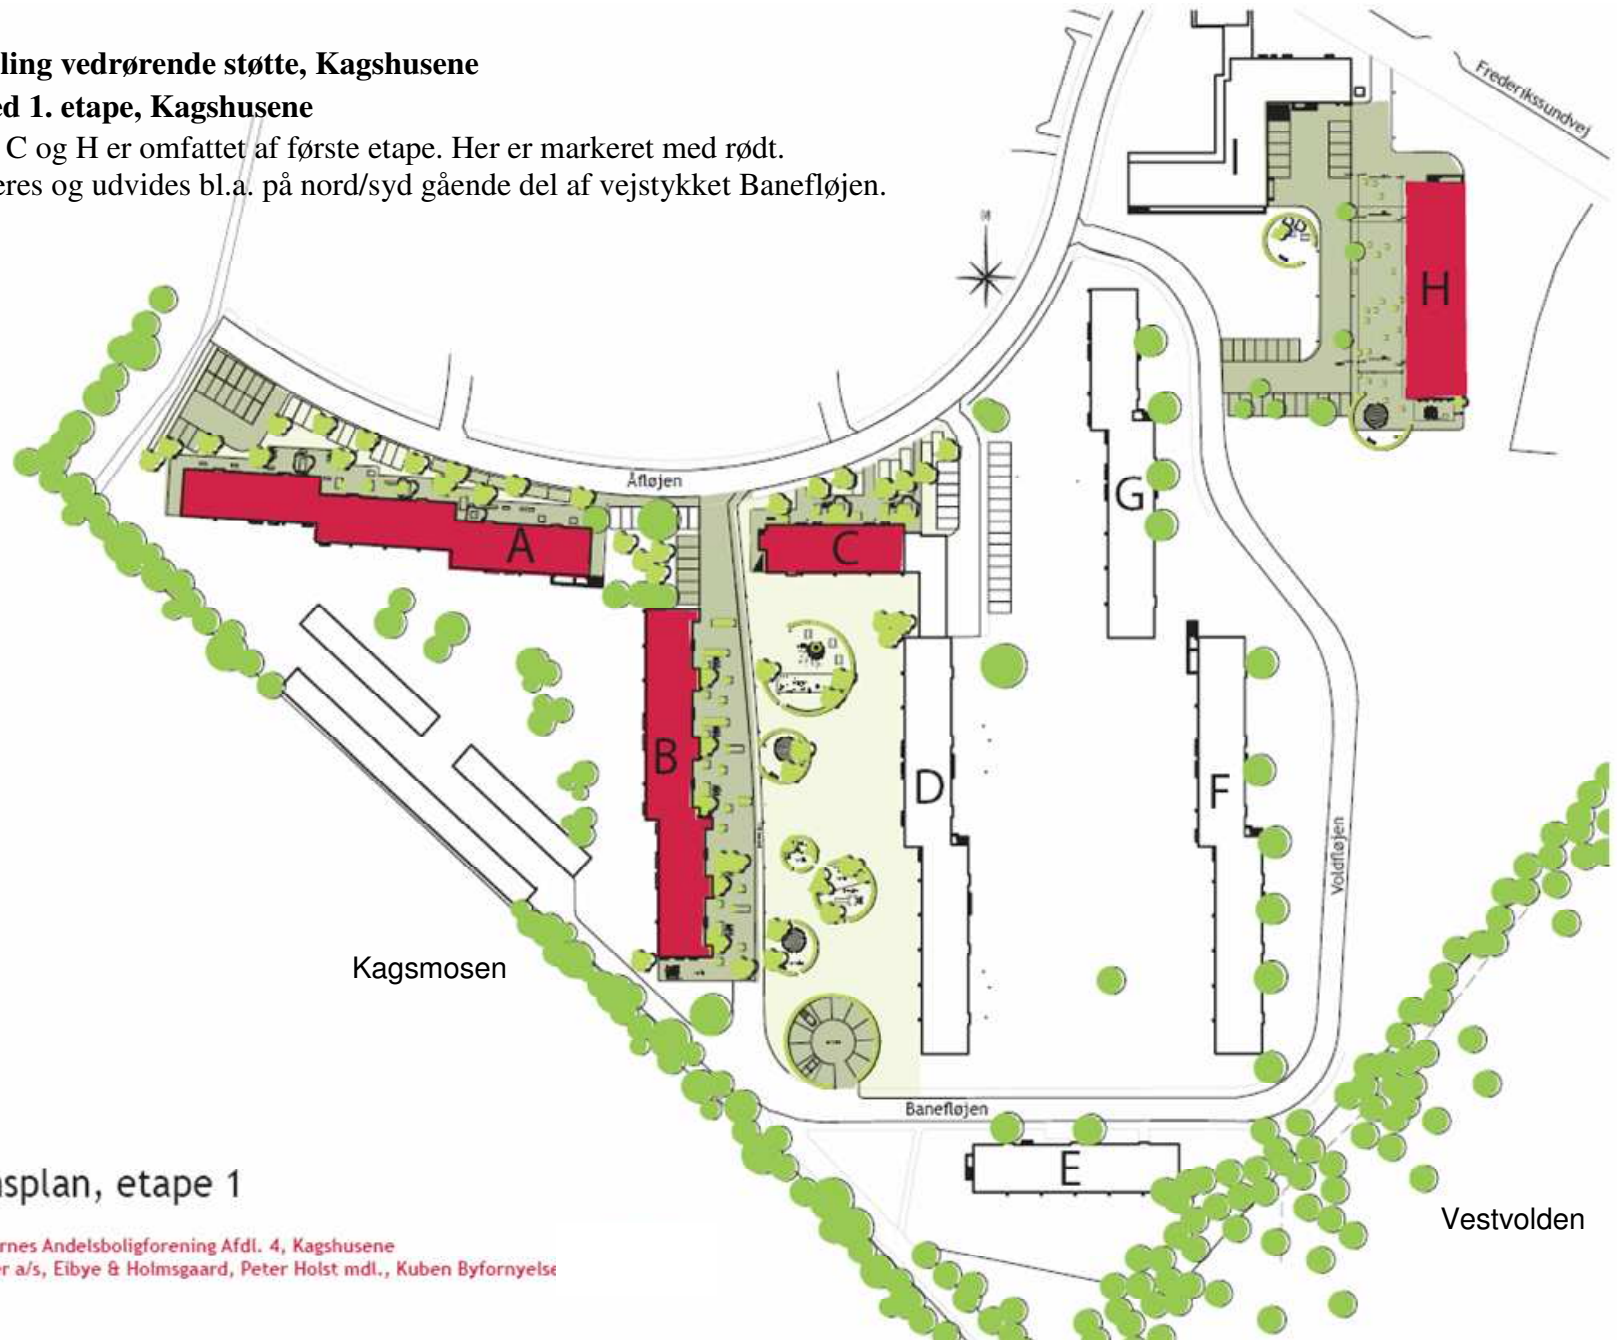 ling vedrørende støtte, Kagshusene
ed 1. etape, Kagshusene
C og H er omfattet af første etape. Her er markeret med rødt.
eres og udvides bl.a. på nord/syd gående del af vejstykket Banefløjen.
Frederikssundvej
H
Åfløjen
G
A
C
B
D
F
Voldfløjen
Kagsmosen
Banefløjen
E
Vestvolden
nsplan, etape 1
rnes Andelsboligforening Afdl. 4, Kagshusene
er a/s, Eibye & Holmsgaard, Peter Holst mdl., Kuben Byfornyelse